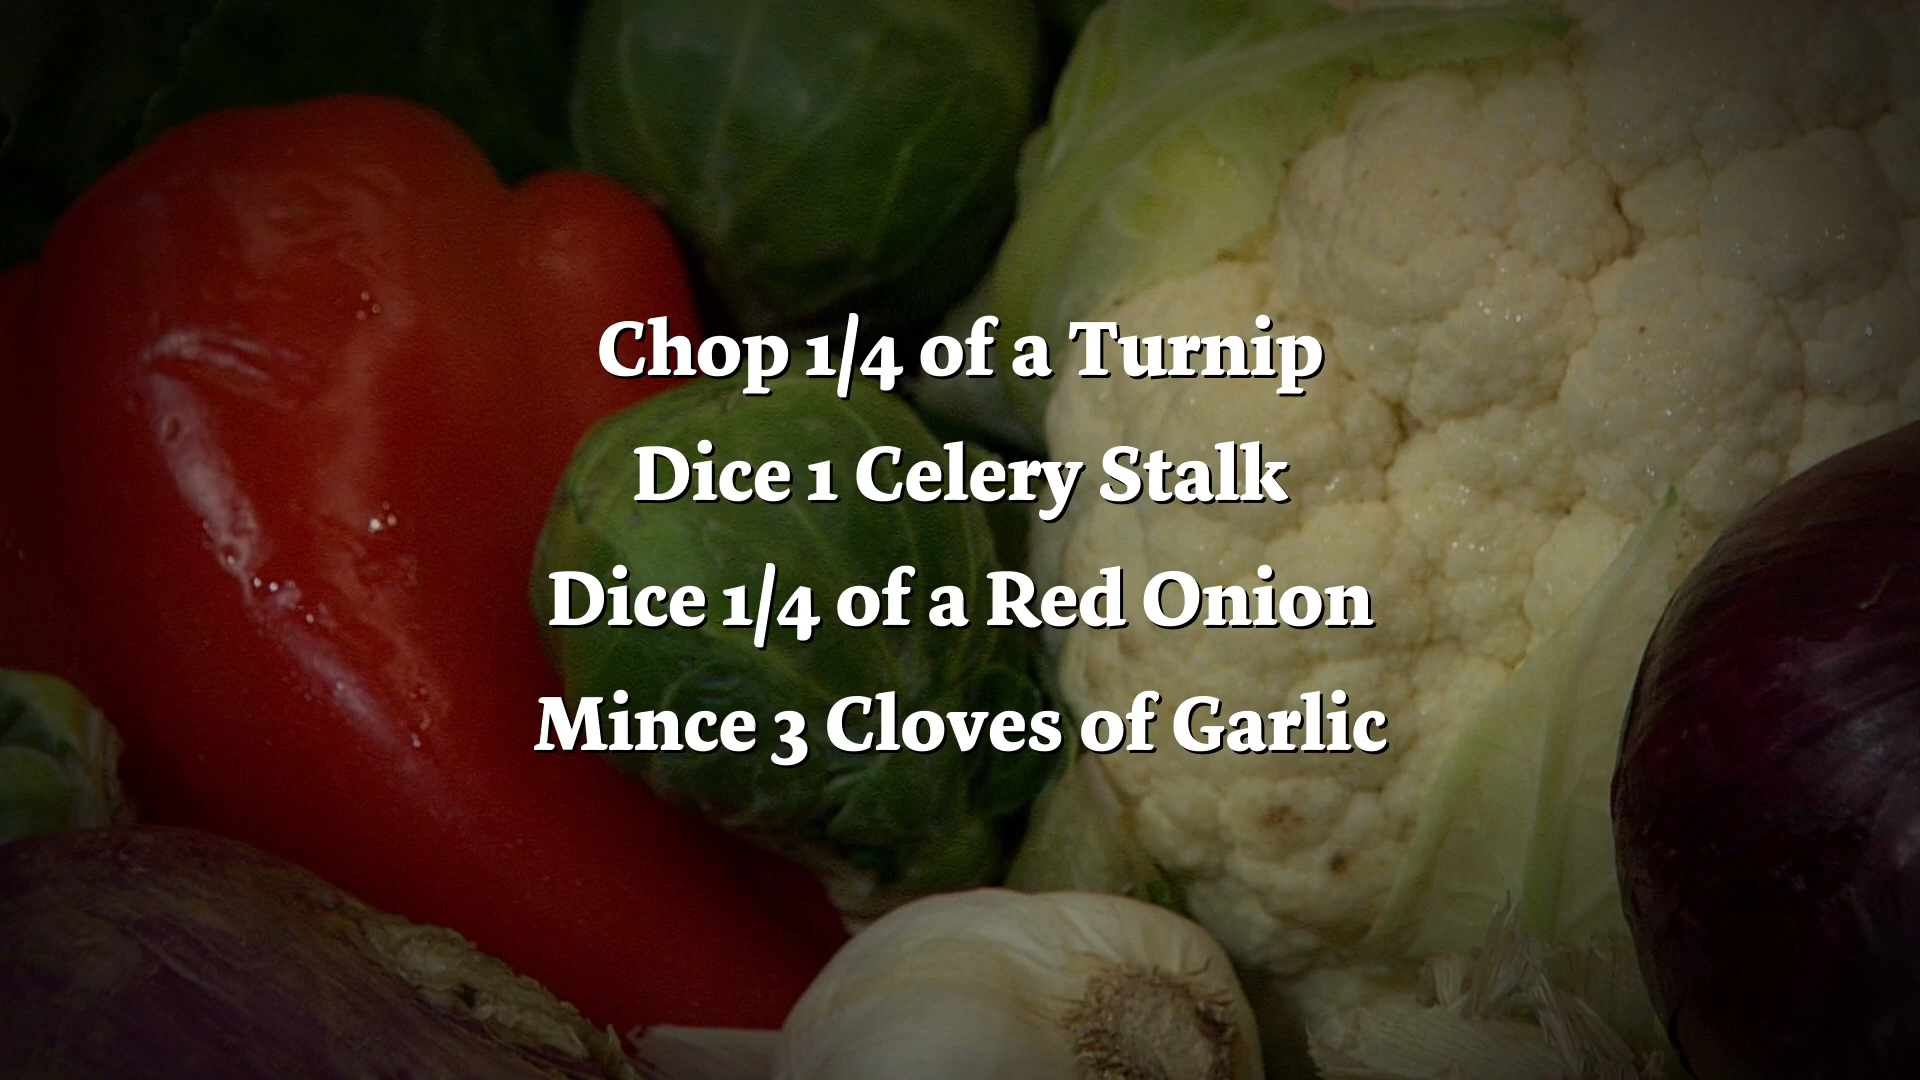 Chop 1/4 of a Turnip
Dice 1 Celery Stalk
Dice 1/4 of a Red Onion
Mince 3 Cloves of Garlic